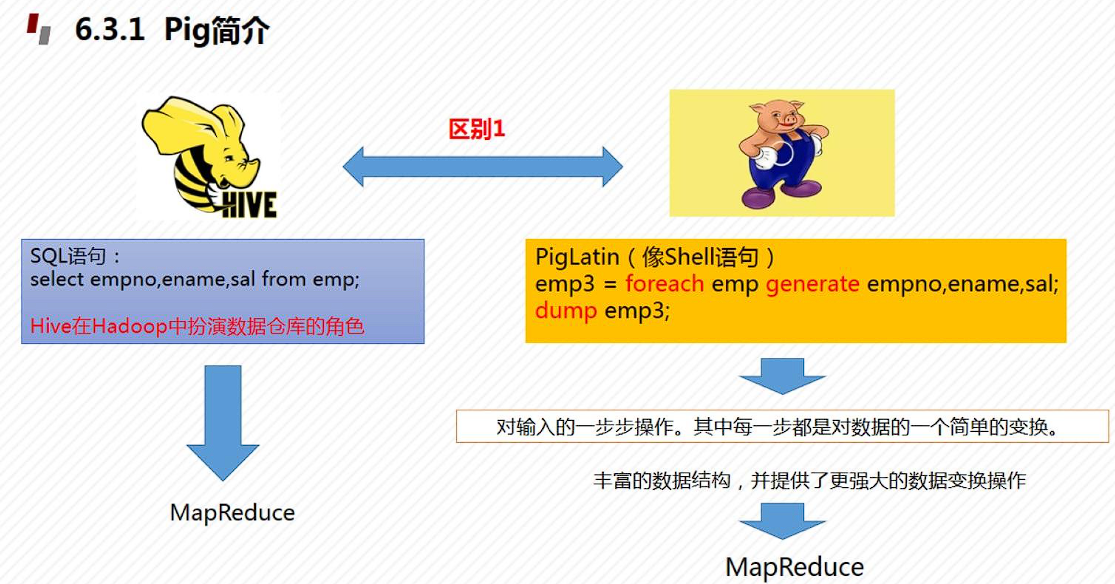 6.3.1 Pig简介
区别1
HIVE
SQL语句：
select empno,ename,sal from emp;
Hive在Hadoop中扮演数据仓库的角色
MapReduce
PigLatin（像Shell语句）
emp3 = foreach emp generate empno,ename,sal;
dump emp3;
对输入的一步步操作。其中每一步都是对数据的一个简单的变换。
丰富的数据结构，并提供了更强大的数据变换操作
MapReduce